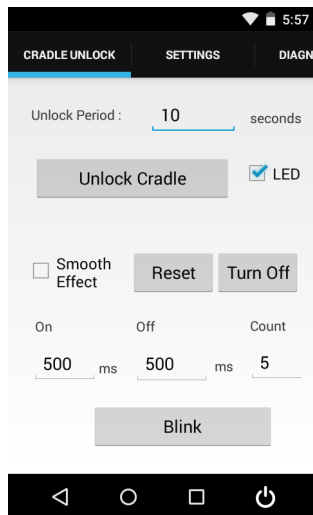 5:57
CRADLE UNLOCK SETTINGS DIAGN
Unlock Period : 10 seconds
Unlock Cradle LED
Smooth
Effect
Reset Turn Off
On Off Count
500 ms 500 ms 5
Blink